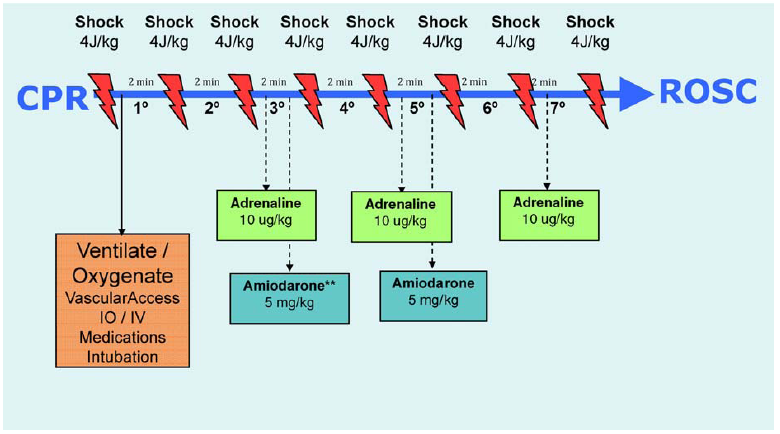 Shock Shock Shock Shock Shock Shock Shock Shock
4J/kg 4J/kg 4J/kg 4J/kg 4J/kg 4J/kg 4J/kg 4J/kg
2 min 2 min 2 min 2 min 2 min 2 min 2 min
CPR ROSC
1º 2º 3º 4º 5º 6º 7º
Adrenaline
10 ug/kg
Adrenaline
10 ug/kg
Adrenaline
10 ug/kg
Ventilate /
Oxygenate
VascularAccess
IO / IV
Medications
Intubation
Amiodarone**
5 mg/kg
Amiodarone
5 mg/kg